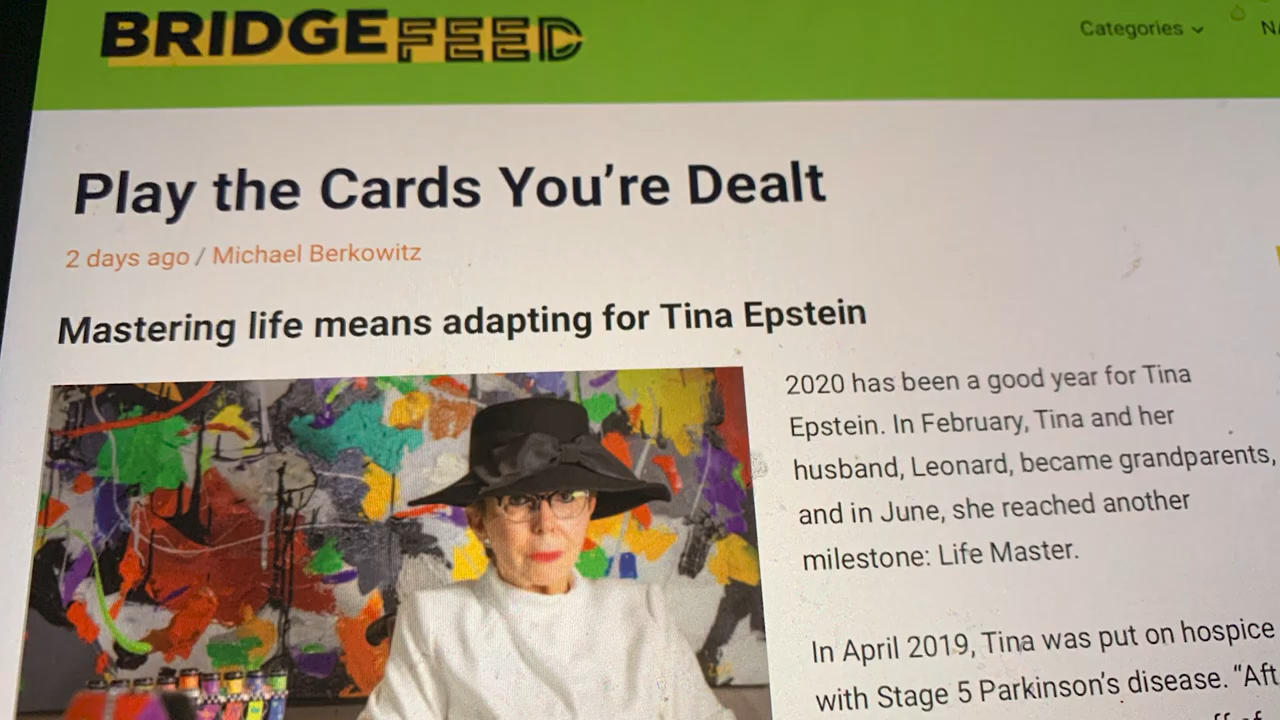 BRIDGEFEED
Categories
Play the Cards You're Dealt
2 days ago / Michael Berkowitz
Mastering life means adapting for Tina Epstein
2020 has been a good year for Tina
Epstein. In February, Tina and her
husband, Leonard, became grandparents,
and in June, she reached another
milestone: Life Master.
In April 2019, Tina was put on hospice
with Stage 5 Parkinson's disease. "Aft